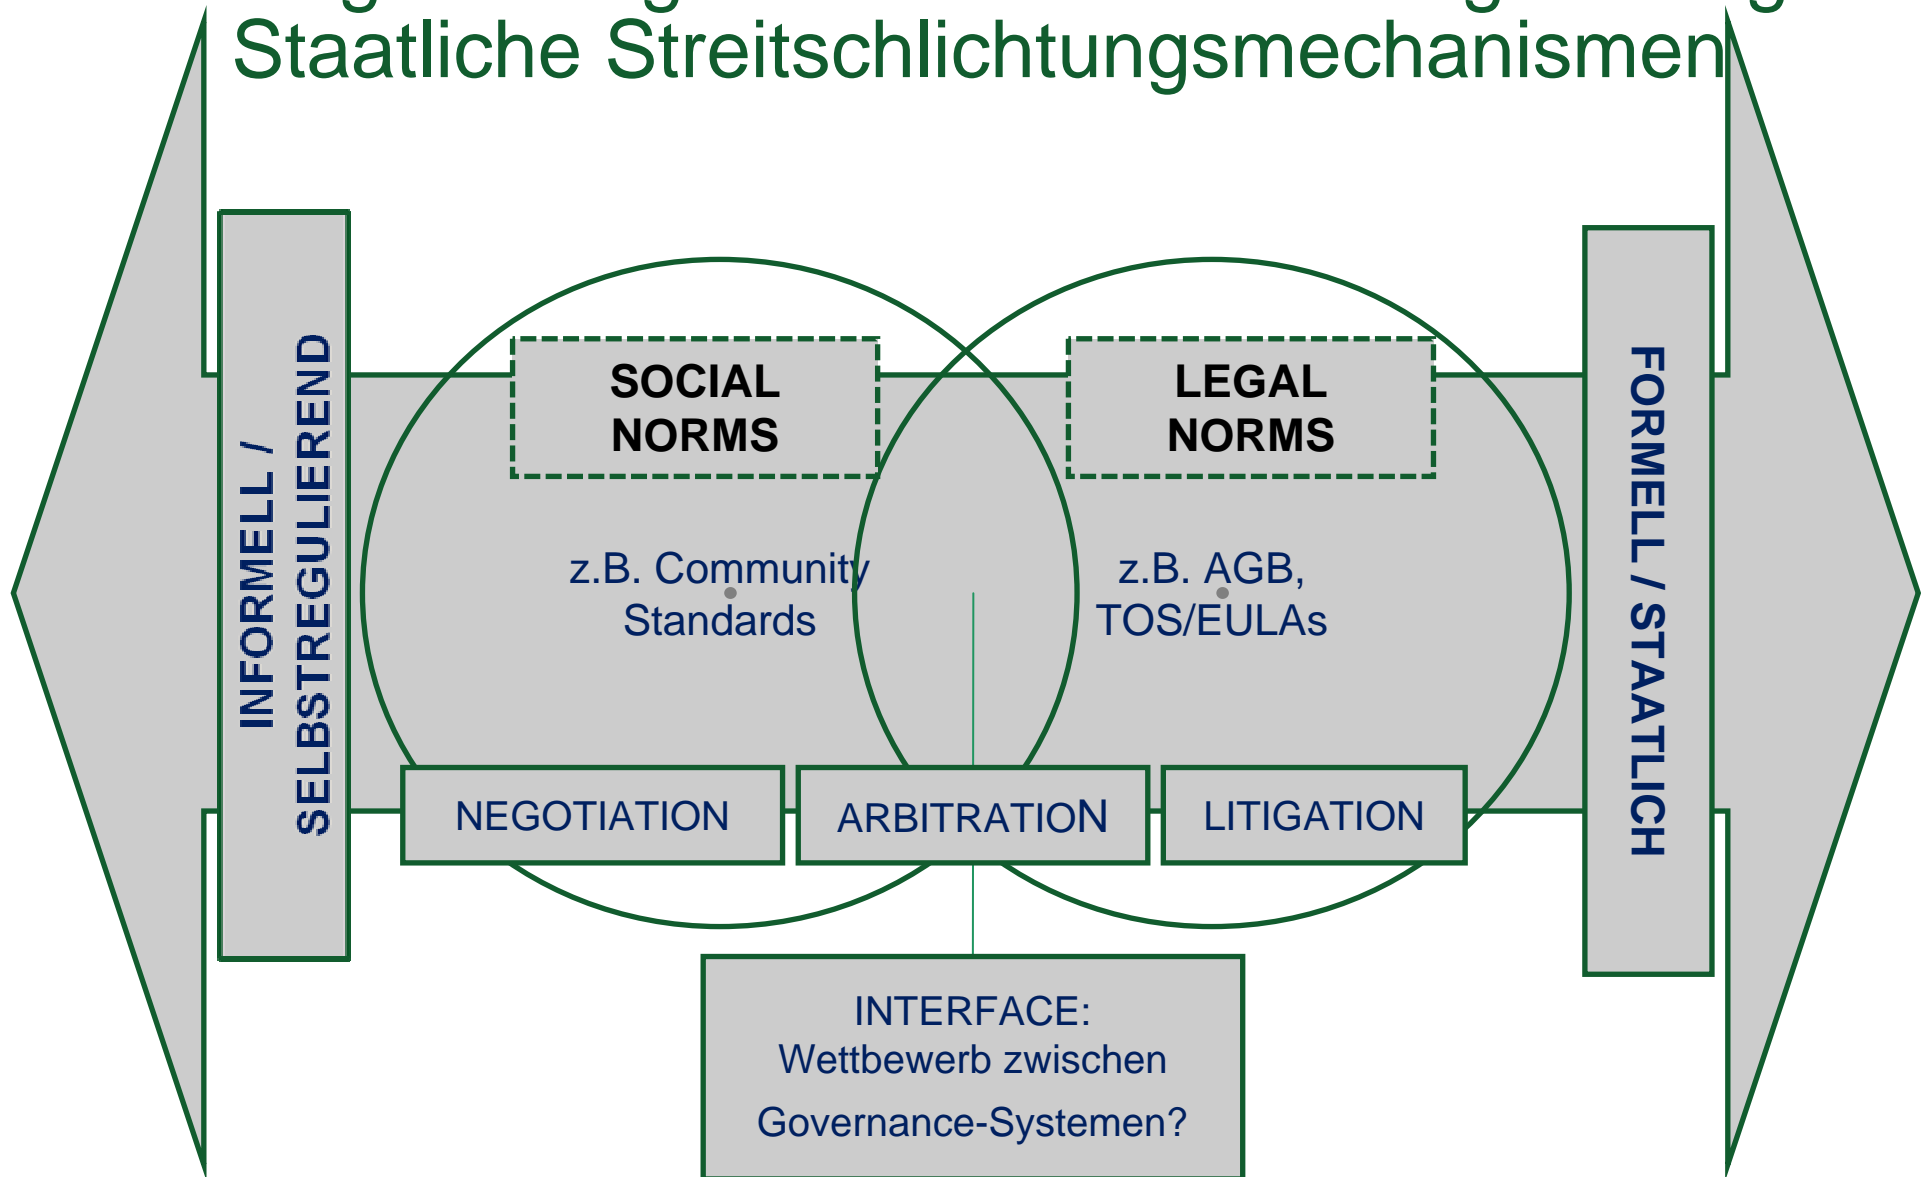 Staatliche Streitschlichtungsmechanismen
INFORMELL /
SELBSTREGULIEREND
SOCIAL
NORMS
LEGAL
NORMS
FORMELL / STAATLICH
z.B. Community
Standards
z.B. AGB,
TOS/EULAs
NEGOTIATION
ARBITRATION
LITIGATION
INTERFACE:
Wettbewerb zwischen
Governance-Systemen?